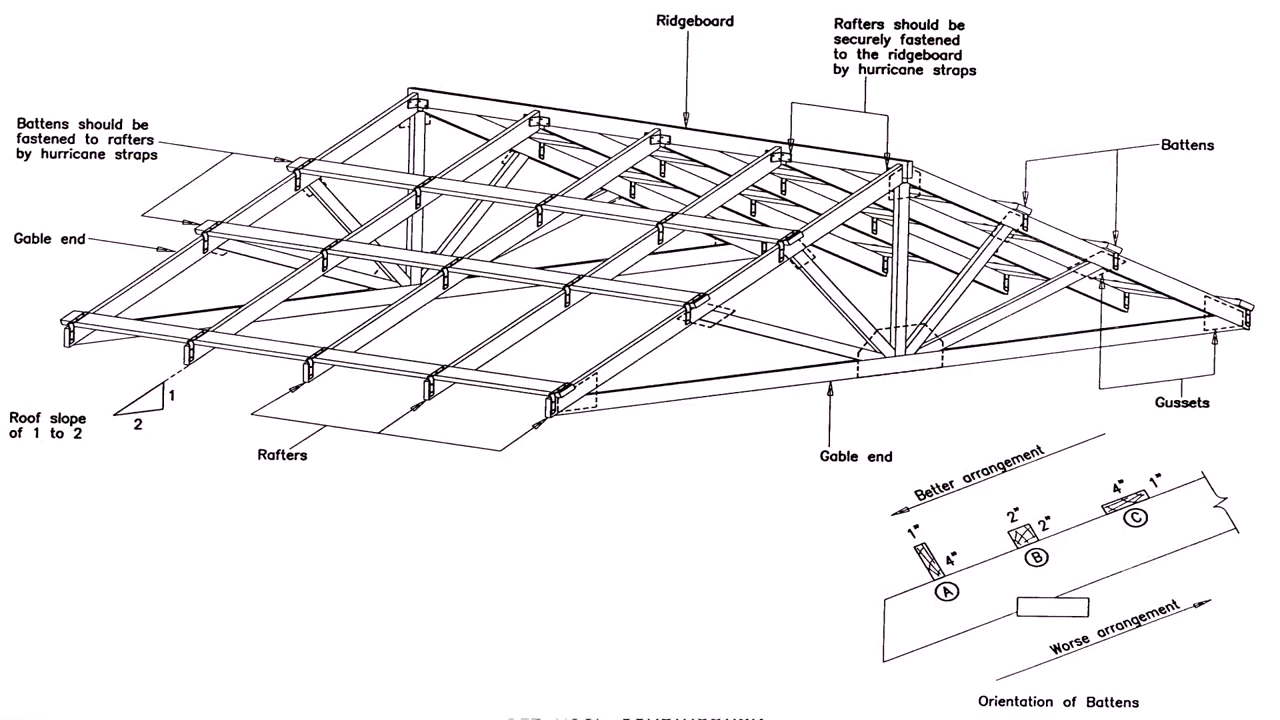 Ridgeboard
Rafters should be
securely fastened
to the ridgeboard
by hurricane straps
Battens should be
fastened to rafters
by hurricane straps
Battens
Gable end
1
2
Roof slope
of 1 to 2
Rafters
Gable end
Gussets
Better arrangement
4" 1"
C
2" 2"
B
1" 4"
A
Worse arrangement
Orientation of Battens